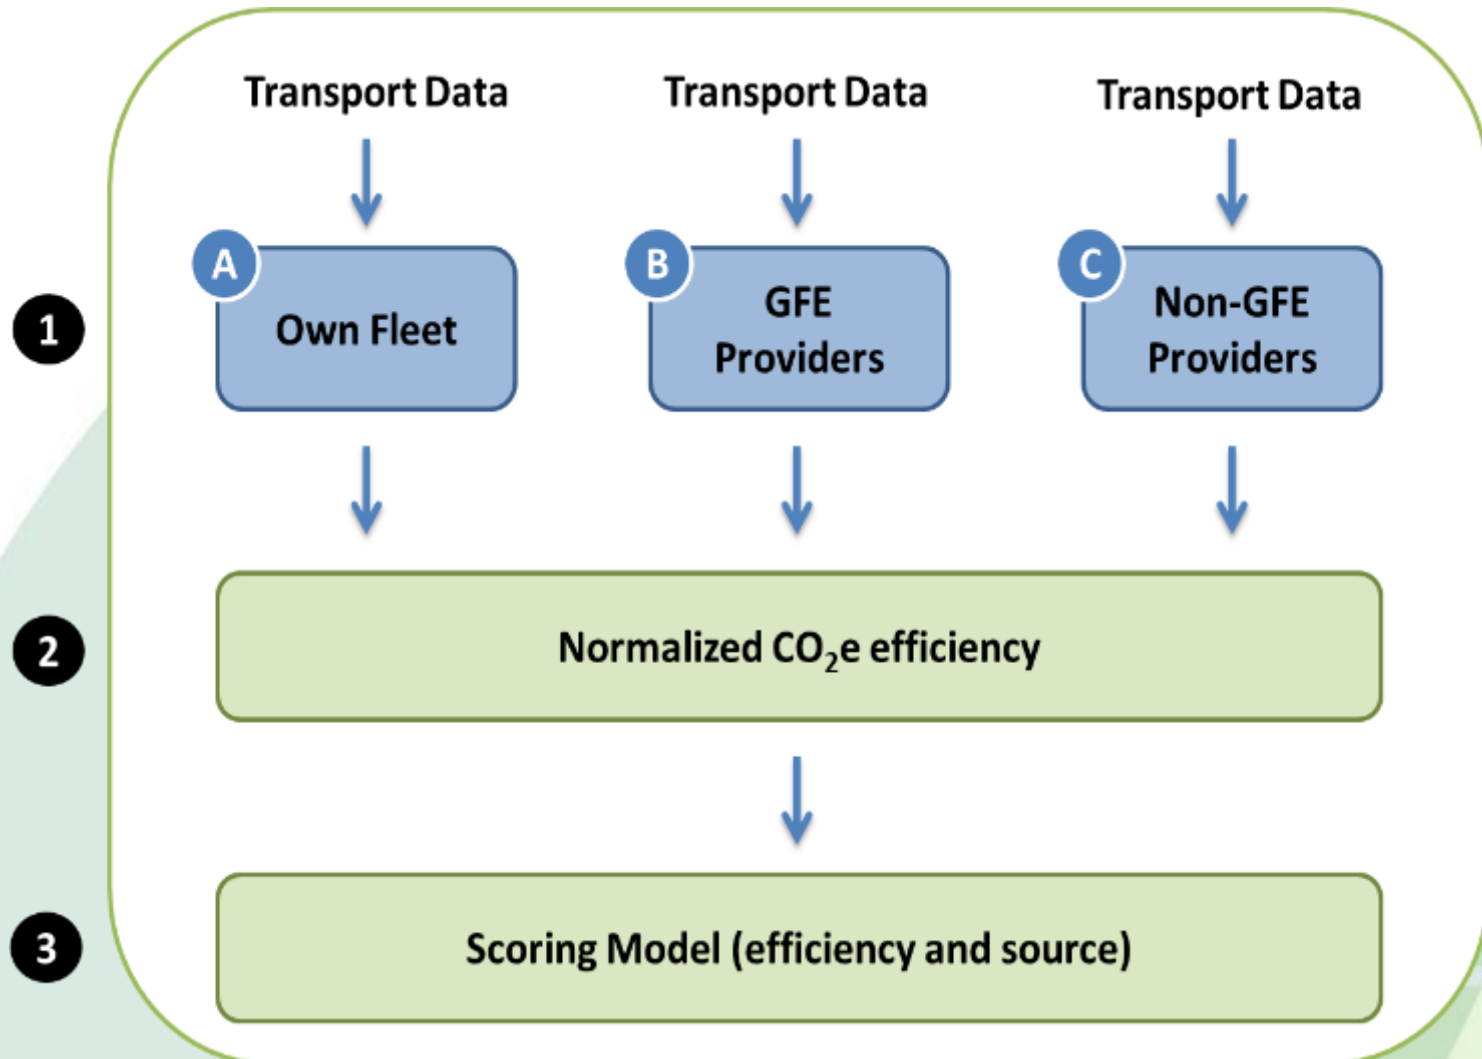 Transport Data
Transport Data
Transport Data
A
B
C
1
Own Fleet
GFE
Providers
Non-GFE
Providers
2
Normalized CO₂e efficiency
3
Scoring Model (efficiency and source)